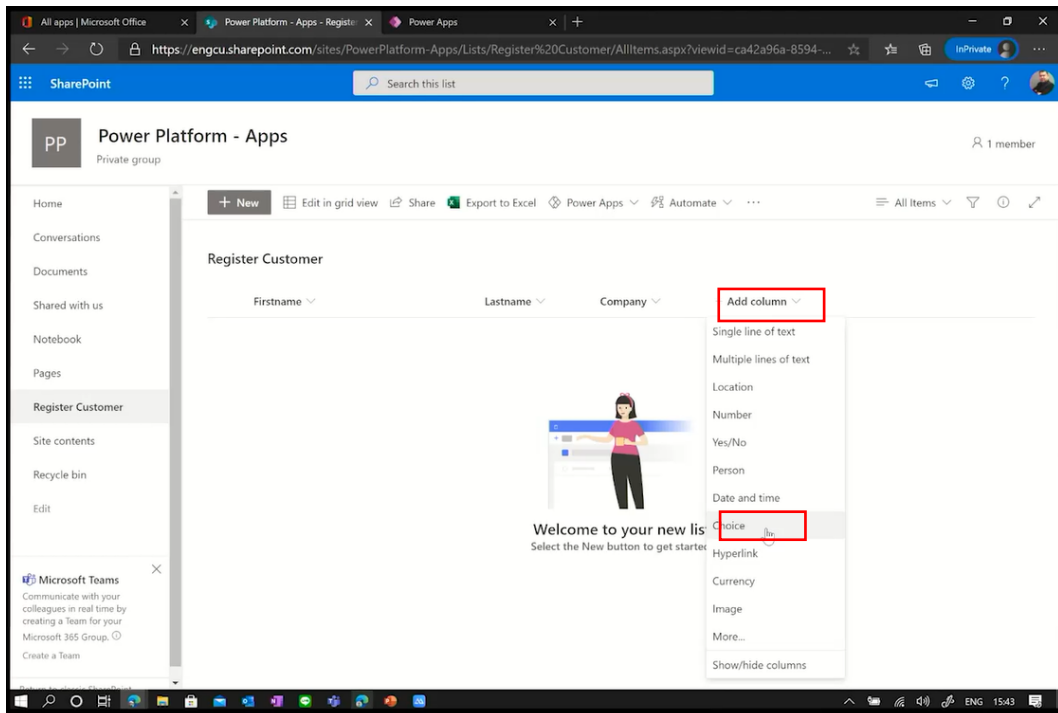 All apps | Microsoft Office
Power Platform - Apps - Registe
Power Apps
https://engcu.sharepoint.com/sites/PowerPlatform-Apps/Lists/Register%20Customer/AllItems.aspx?viewid=ca42a96a-8594-...
InPrivate
SharePoint
Search this list
PP
Power Platform - Apps
Private group
1 member
Home
Conversations
Documents
Shared with us
Notebook
Pages
Register Customer
Site contents
Recycle bin
Edit
+ New
Edit in grid view
Share
Export to Excel
Power Apps
Automate
...
All Items
Register Customer
Firstname
Lastname
Company
Add column
Single line of text
Multiple lines of text
Location
Number
Yes/No
Person
Date and time
Choice
Hyperlink
Currency
Image
More...
Show/hide columns
Welcome to your new lis
Select the New button to get started
Microsoft Teams
Communicate with your
colleagues in real time by
creating a Team for your
Microsoft 365 Group.
Create a Team
Return to classic SharePoint
ENG
15:43